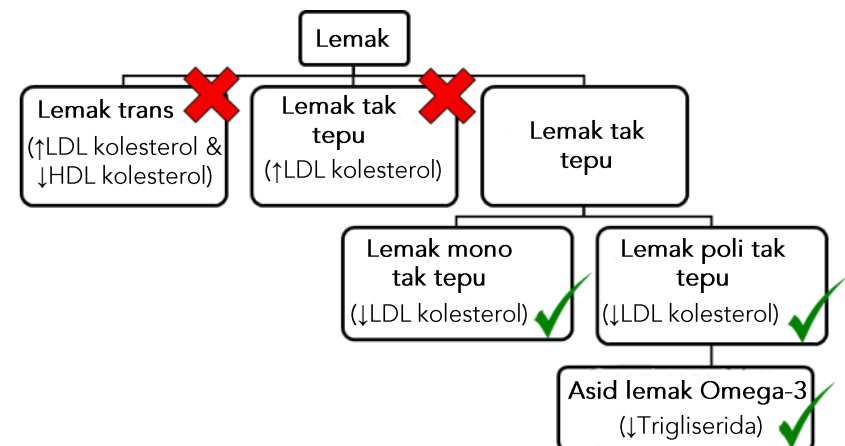 Lemak
Lemak trans
(↑LDL kolesterol &
↓HDL kolesterol)
Lemak tak
tepu
(↑LDL kolesterol)
Lemak tak
tepu
Lemak mono
tak tepu
(↓LDL kolesterol)
Lemak poli tak
tepu
(↓LDL kolesterol)
Asid lemak Omega-3
(↓Trigliserida)